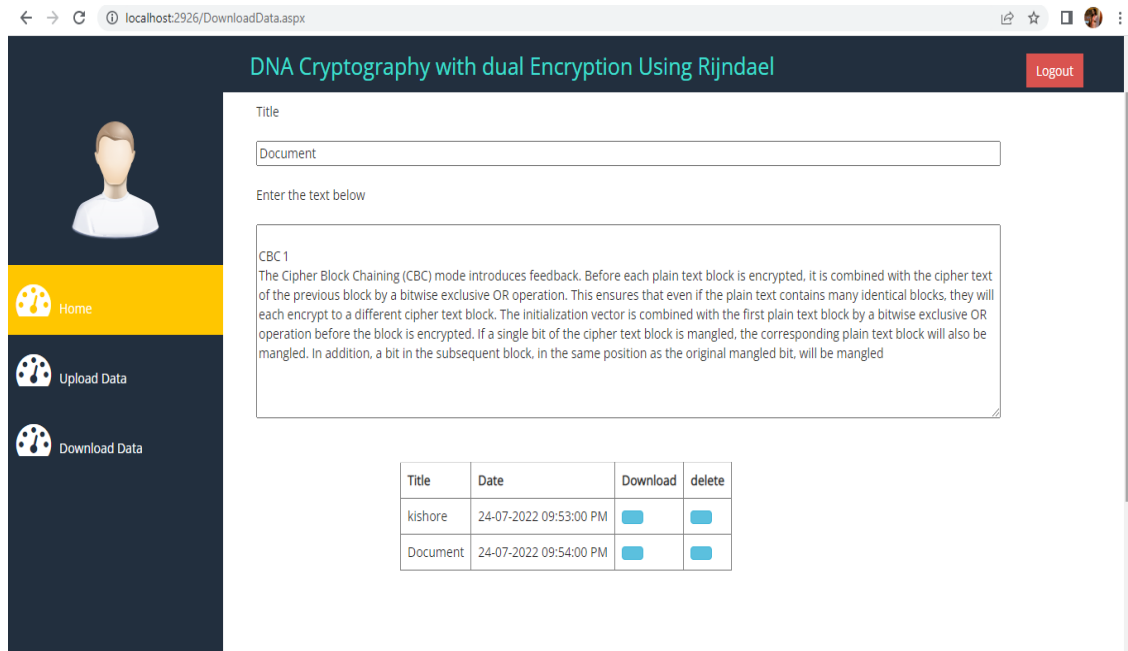 localhost:2926/DownloadData.aspx
DNA Cryptography with dual Encryption Using Rijndael
Logout
Title
Document
Enter the text below
CBC 1
The Cipher Block Chaining (CBC) mode introduces feedback. Before each plain text block is encrypted, it is combined with the cipher text
of the previous block by a bitwise exclusive OR operation. This ensures that even if the plain text contains many identical blocks, they will
each encrypt to a different cipher text block. The initialization vector is combined with the first plain text block by a bitwise exclusive OR
operation before the block is encrypted. If a single bit of the cipher text block is mangled, the corresponding plain text block will also be
mangled. In addition, a bit in the subsequent block, in the same position as the original mangled bit, will be mangled
Home
Upload Data
Download Data
Title Date Download delete
kishore 24-07-2022 09:53:00 PM
Document 24-07-2022 09:54:00 PM